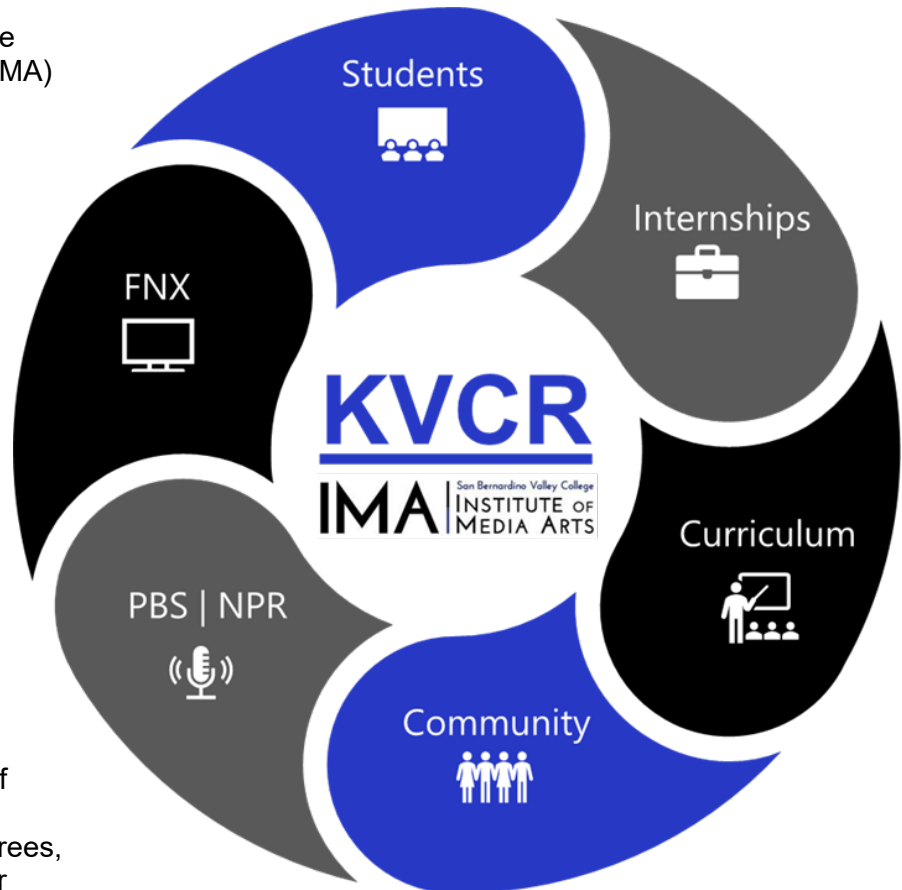 e
MA)
Students
Internships
FNX
KVCR
IMA
San Bernardino Valley College
INSTITUTE OF
MEDIA ARTS
Curriculum
PBS | NPR
Community
f
rees,
r